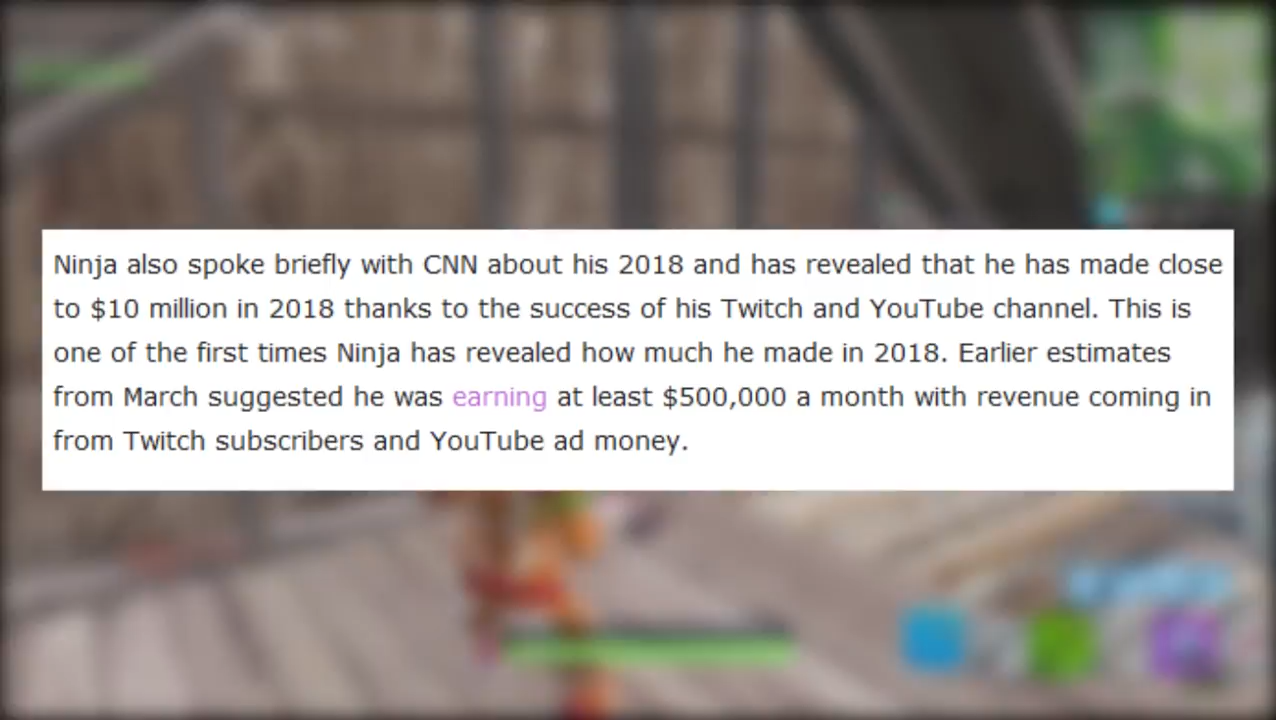 Ninja also spoke briefly with CNN about his 2018 and has revealed that he has made close
to $10 million in 2018 thanks to the success of his Twitch and YouTube channel. This is
one of the first times Ninja has revealed how much he made in 2018. Earlier estimates
from March suggested he was earning at least $500,000 a month with revenue coming in
from Twitch subscribers and YouTube ad money.